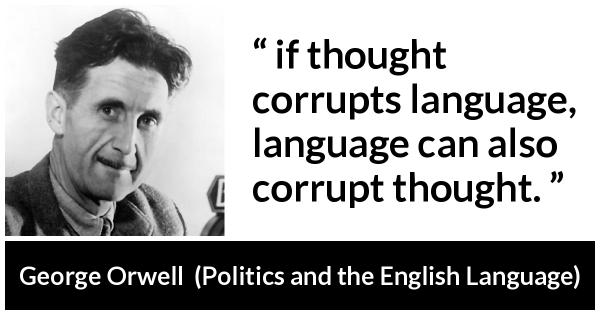 “ if thought
corrupts language,
language can also
corrupt thought. ”
George Orwell (Politics and the English Language)